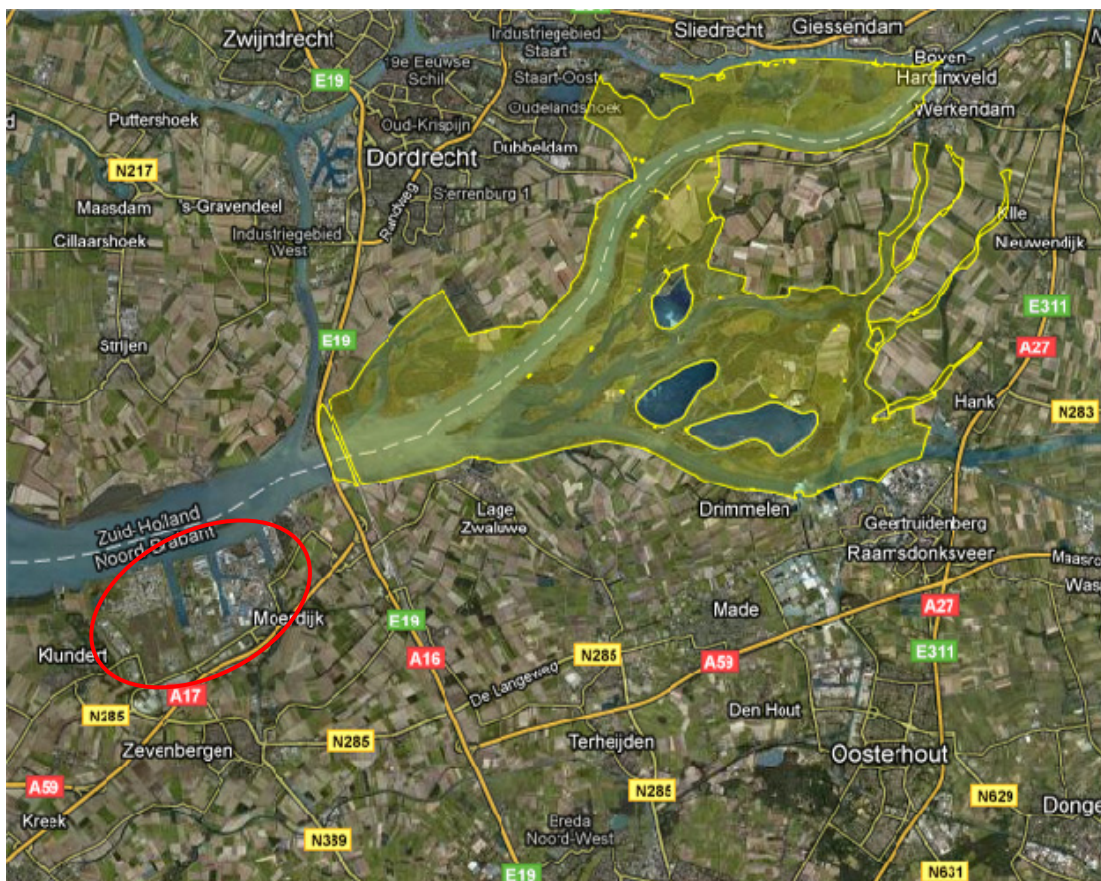 Zwijndrecht
Industriegebied
Staart
Sliedrecht
Giessendam
19e Eeuwse
Schil
E19
Staart-Oost
Boven-
Hardinxveld
Puttershoek
Oudelandshoek
Oud-Krispijn
Werkendam
Dubbeldam
Dordrecht
N217
Maasdam
's-Gravendeel
Sterrenburg 1
Randweg
Cillaarshoek
Industriegebied
West
Nieuwendijk
E311
Strijen
E19
A27
Hank
N283
Lage
Zwaluwe
Drimmelen
Zuid-Holland
Noord-Brabant
Geertruidenberg
Raamsdonksveer
Made
A27
Moerdijk
E19
E311
Klundert
A16
N285
A59
De Langeweg
A17
N285
Den Hout
Zevenbergen
N285
Terheijden
Oosterhout
A59
N285
N629
Kreek
N389
Breda
Noord-West
E19
N631